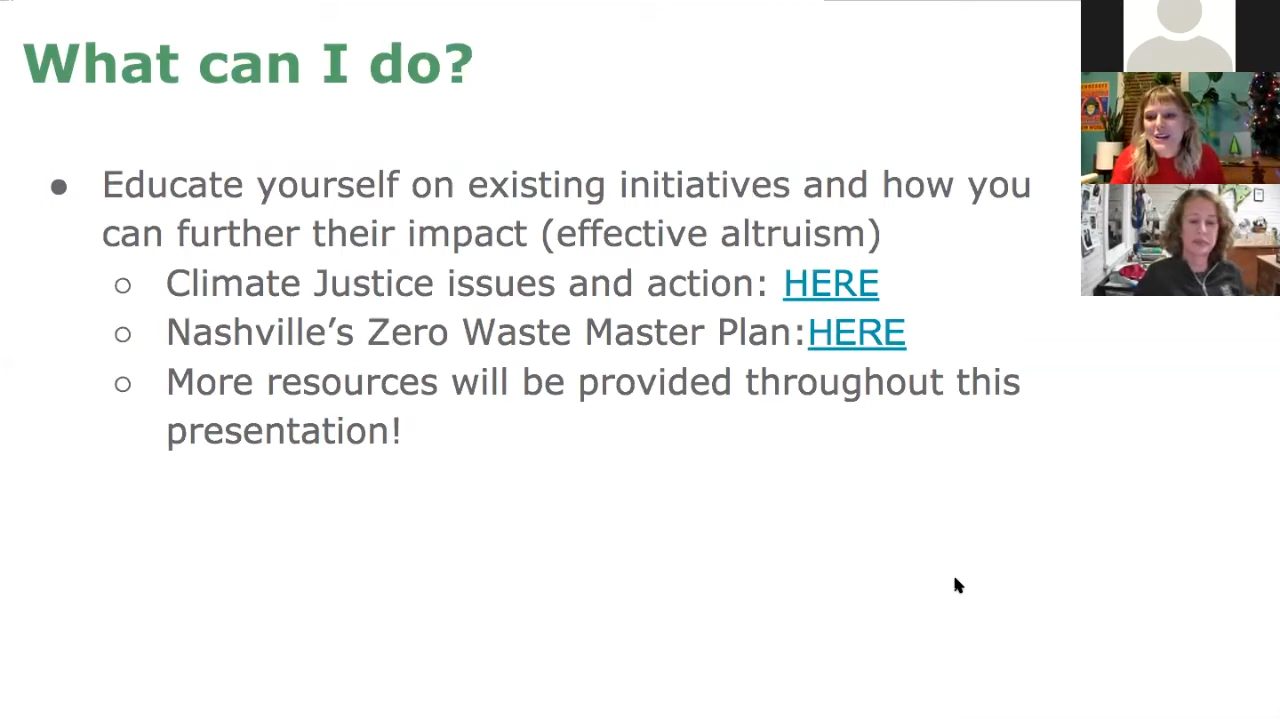 What can I do?
● Educate yourself on existing initiatives and how you
can further their impact (effective altruism)
○ Climate Justice issues and action: HERE
○ Nashville’s Zero Waste Master Plan:HERE
○ More resources will be provided throughout this
presentation!